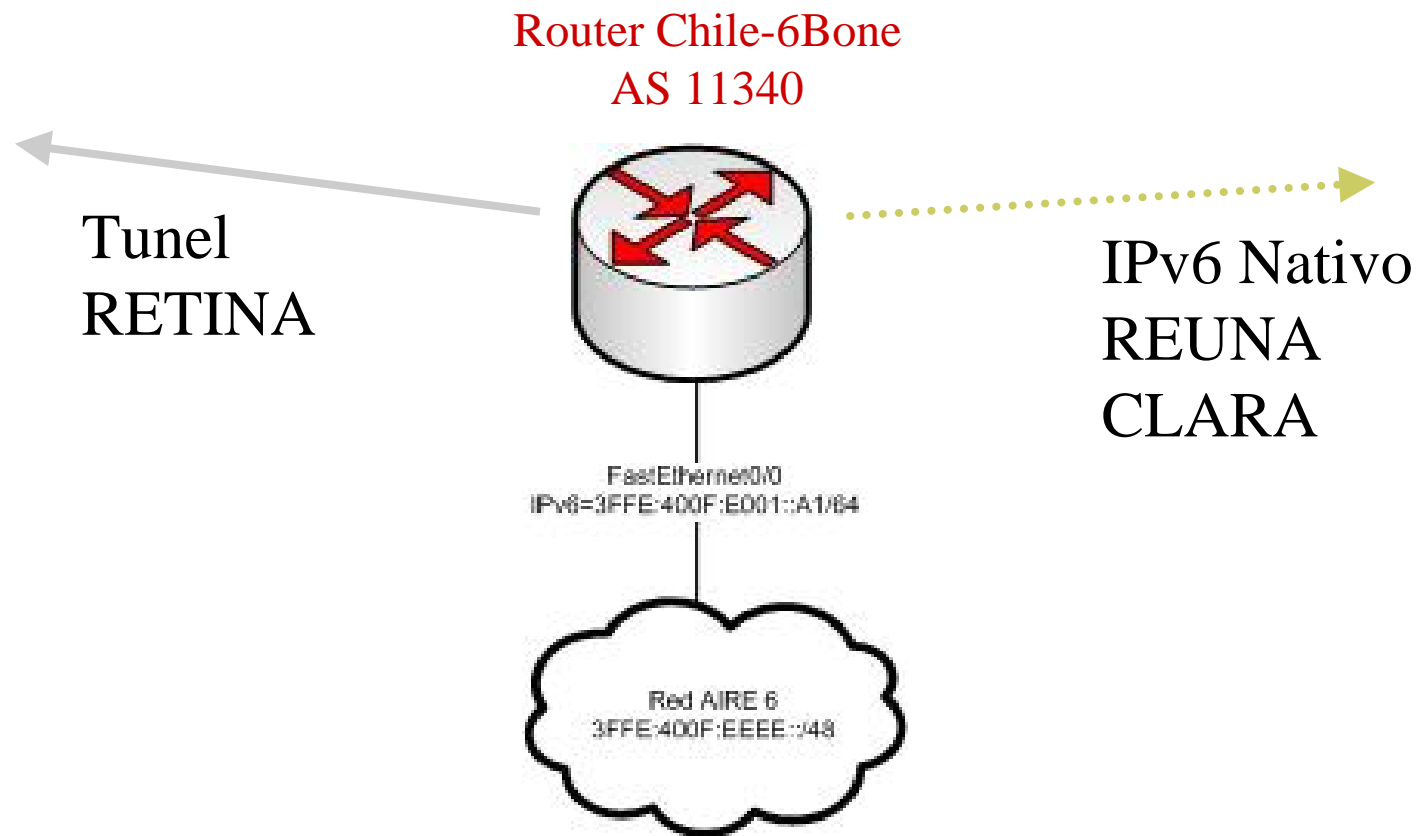 Router Chile-6Bone
AS 11340
Tunel
RETINA
IPv6 Nativo
REUNA
CLARA
FastEthernet0/0
IPv6=3FFE:400F:E001::A1/64
Red AIRE 6
3FFE:400F:EEEE::/48